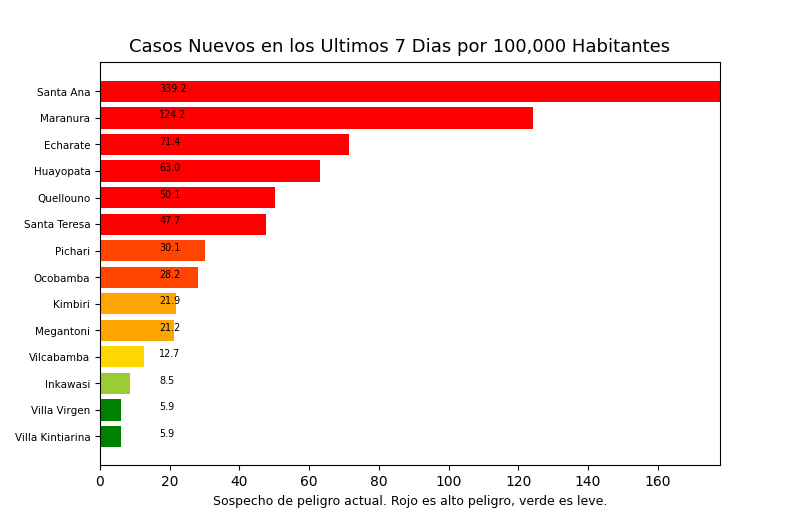 Casos Nuevos en los Ultimos 7 Dias por 100,000 Habitantes
Santa Ana 339.2
Maranura 124.2
Echarate 71.4
Huayopata 63.0
Quellouno 50.1
Santa Teresa 47.7
Pichari 30.1
Ocobamba 28.2
Kimbiri 21.9
Megantoni 21.2
Vilcabamba 12.7
Inkawasi 8.5
Villa Virgen 5.9
Villa Kintiarina 5.9
0 20 40 60 80 100 120 140 160
Sospecho de peligro actual. Rojo es alto peligro, verde es leve.